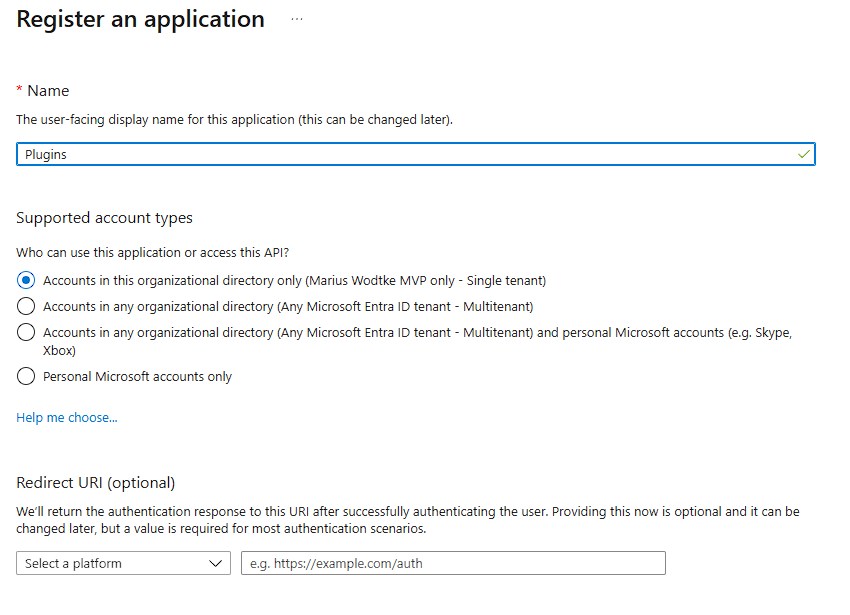 Register an application ...
* Name
The user-facing display name for this application (this can be changed later).
Plugins
Supported account types
Who can use this application or access this API?
Accounts in this organizational directory only (Marius Wodtke MVP only - Single tenant)
Accounts in any organizational directory (Any Microsoft Entra ID tenant - Multitenant)
Accounts in any organizational directory (Any Microsoft Entra ID tenant - Multitenant) and personal Microsoft accounts (e.g. Skype,
Xbox)
Personal Microsoft accounts only
Help me choose...
Redirect URI (optional)
We'll return the authentication response to this URI after successfully authenticating the user. Providing this now is optional and it can be
changed later, but a value is required for most authentication scenarios.
Select a platform
e.g. https://example.com/auth